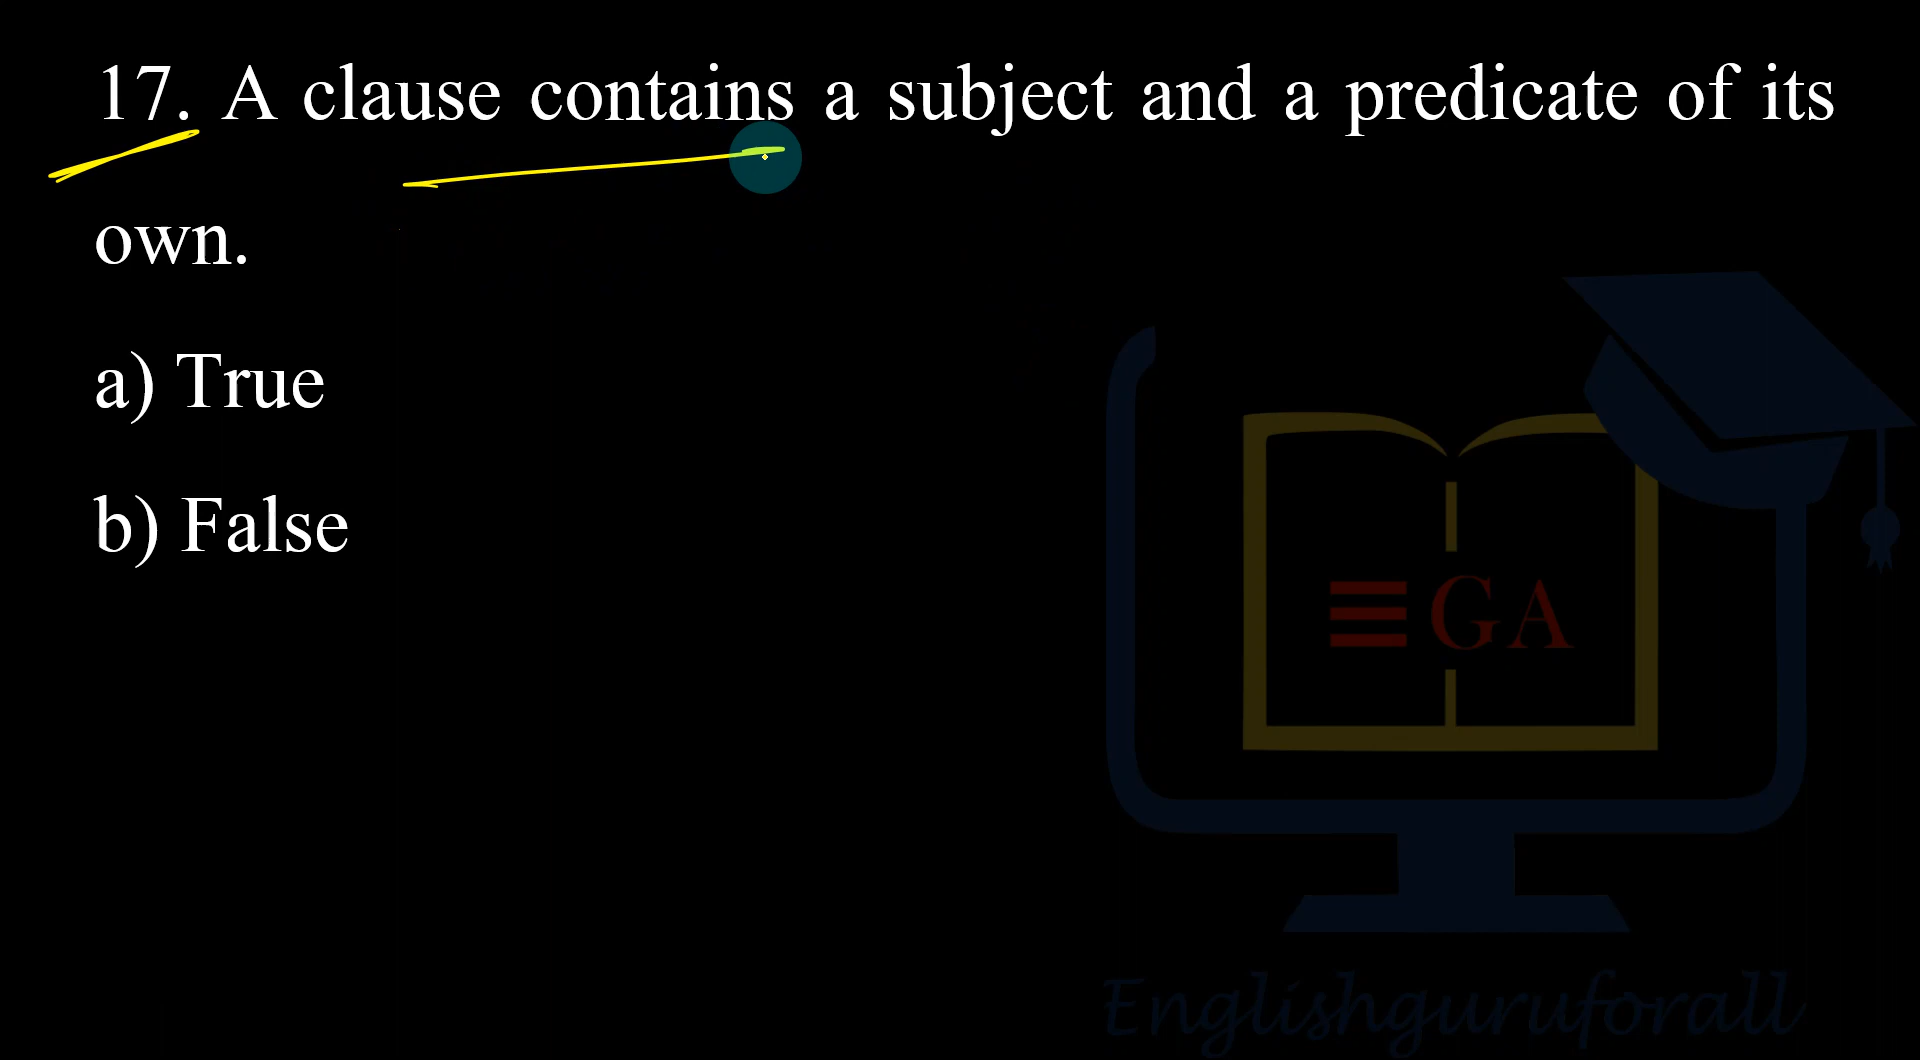 17. A clause contains a subject and a predicate of its
own.
a) True
b) False
GA
Englishguruforall